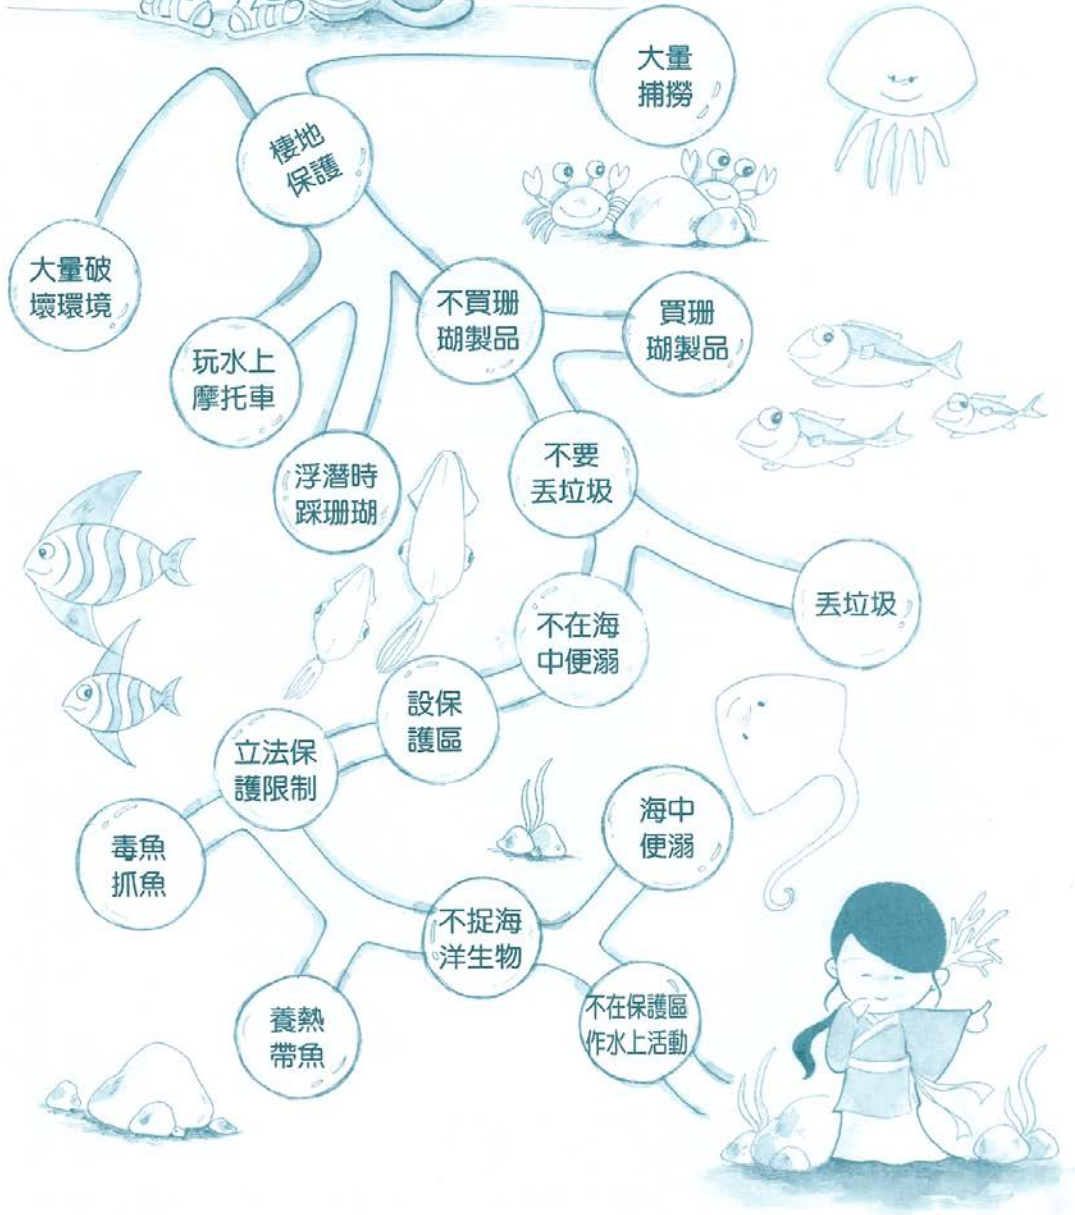 大量
捕撈
棲地
保護
大量破
壞環境
不買珊
瑚製品
買珊
瑚製品
玩水上
摩托車
浮潛時
踩珊瑚
不要
丟垃圾
丟垃圾
不在海
中便溺
設保
護區
立法保
護限制
海中
便溺
毒魚
抓魚
不捉海
洋生物
不在保護區
作水上活動
養熱
帶魚